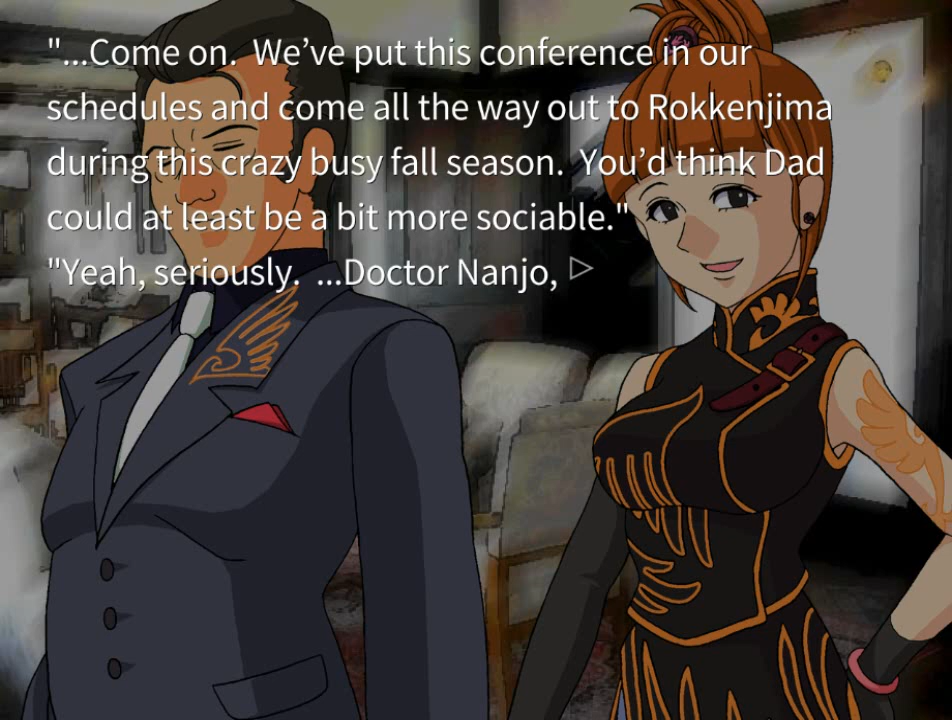 "...Come on.  We’ve put this conference in our
schedules and come all the way out to Rokkenjima
during this crazy busy fall season.  You’d think Dad
could at least be a bit more sociable."
"Yeah, seriously.  ...Doctor Nanjo,